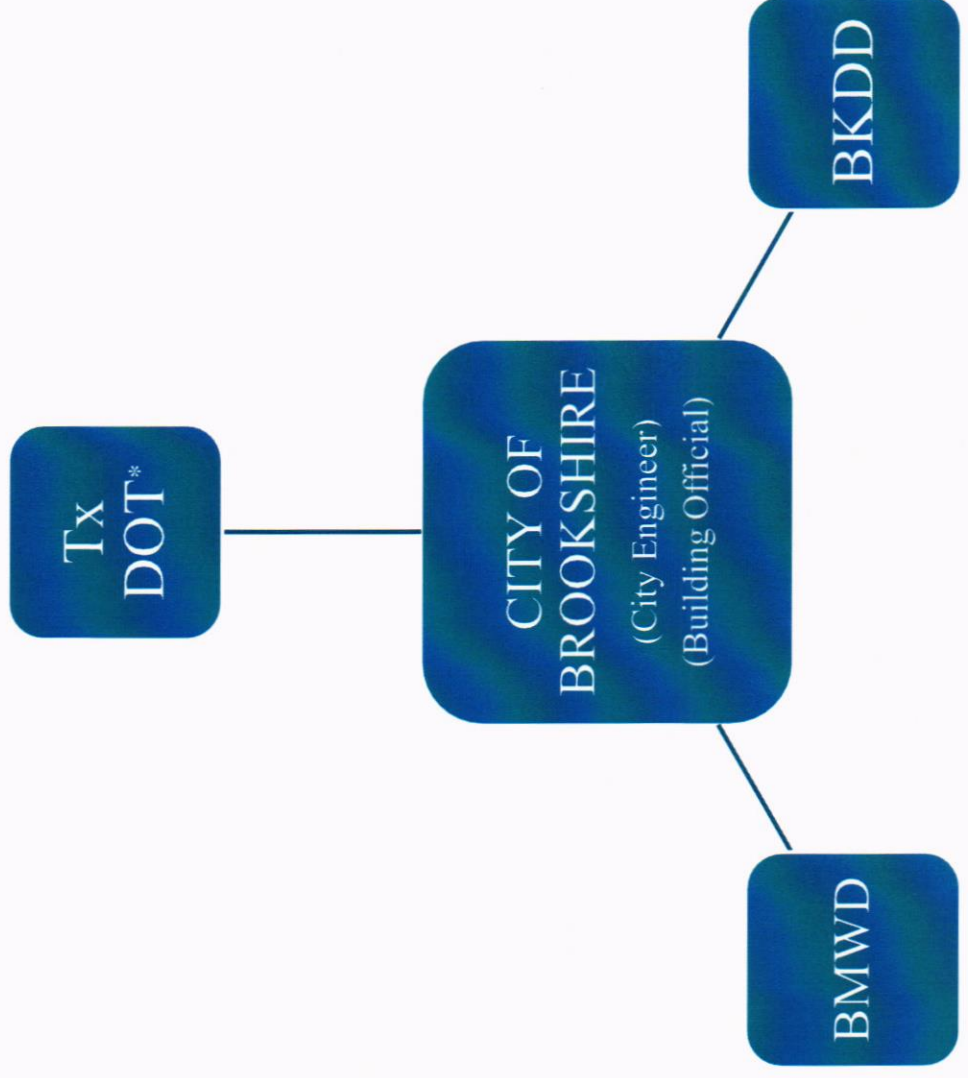 Tx
DOT*
CITY OF
BROOKSHIRE
(City Engineer)
(Building Official)
BMWD
BKDD